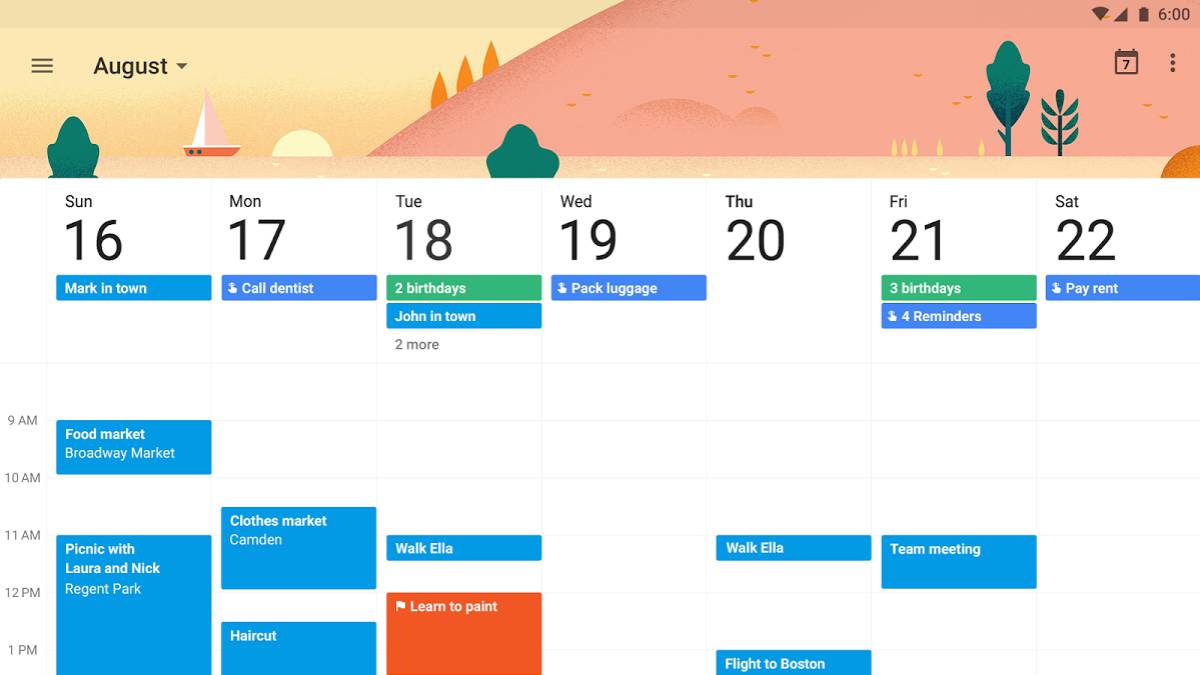 6:00
August
7
Sun
16
Mon
17
Tue
18
Wed
19
Thu
20
Fri
21
Sat
22
Mark in town
Call dentist
2 birthdays
Pack luggage
3 birthdays
Pay rent
John in town
4 Reminders
2 more
9 AM
Food market
Broadway Market
10 AM
Clothes market
Camden
11 AM
Picnic with
Laura and Nick
Regent Park
Walk Ella
Walk Ella
Team meeting
12 PM
Learn to paint
Haircut
1 PM
Flight to Boston